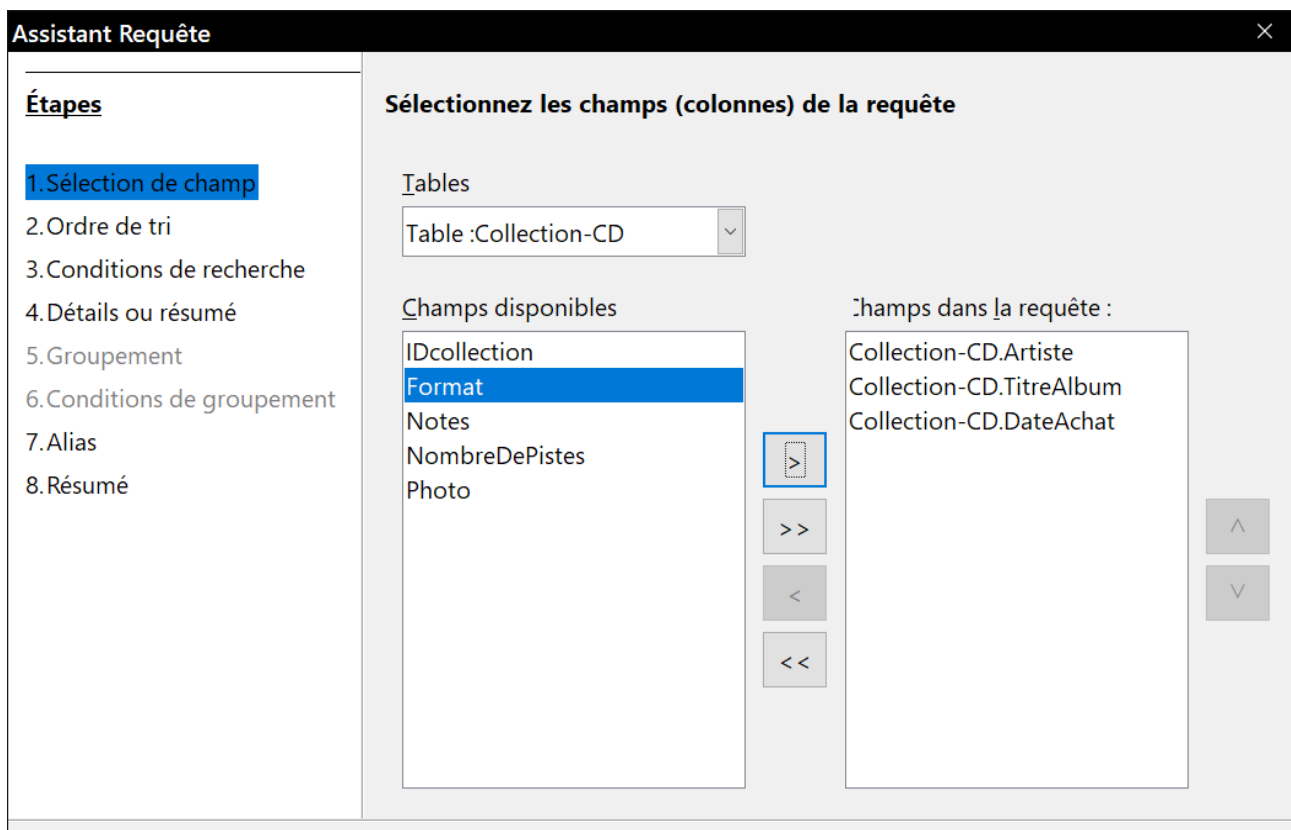 Assistant Requête
Étapes
1.Sélection de champ
2.Ordre de tri
3.Conditions de recherche
4.Détails ou résumé
5.Groupement
6.Conditions de groupement
7.Alias
8.Résumé
Sélectionnez les champs (colonnes) de la requête
Tables
Table :Collection-CD
Champs disponibles
IDcollection
Format
Notes
NombreDePistes
Photo
>
>>
<
<<
Champs dans la requête :
Collection-CD.Artiste
Collection-CD.TitreAlbum
Collection-CD.DateAchat